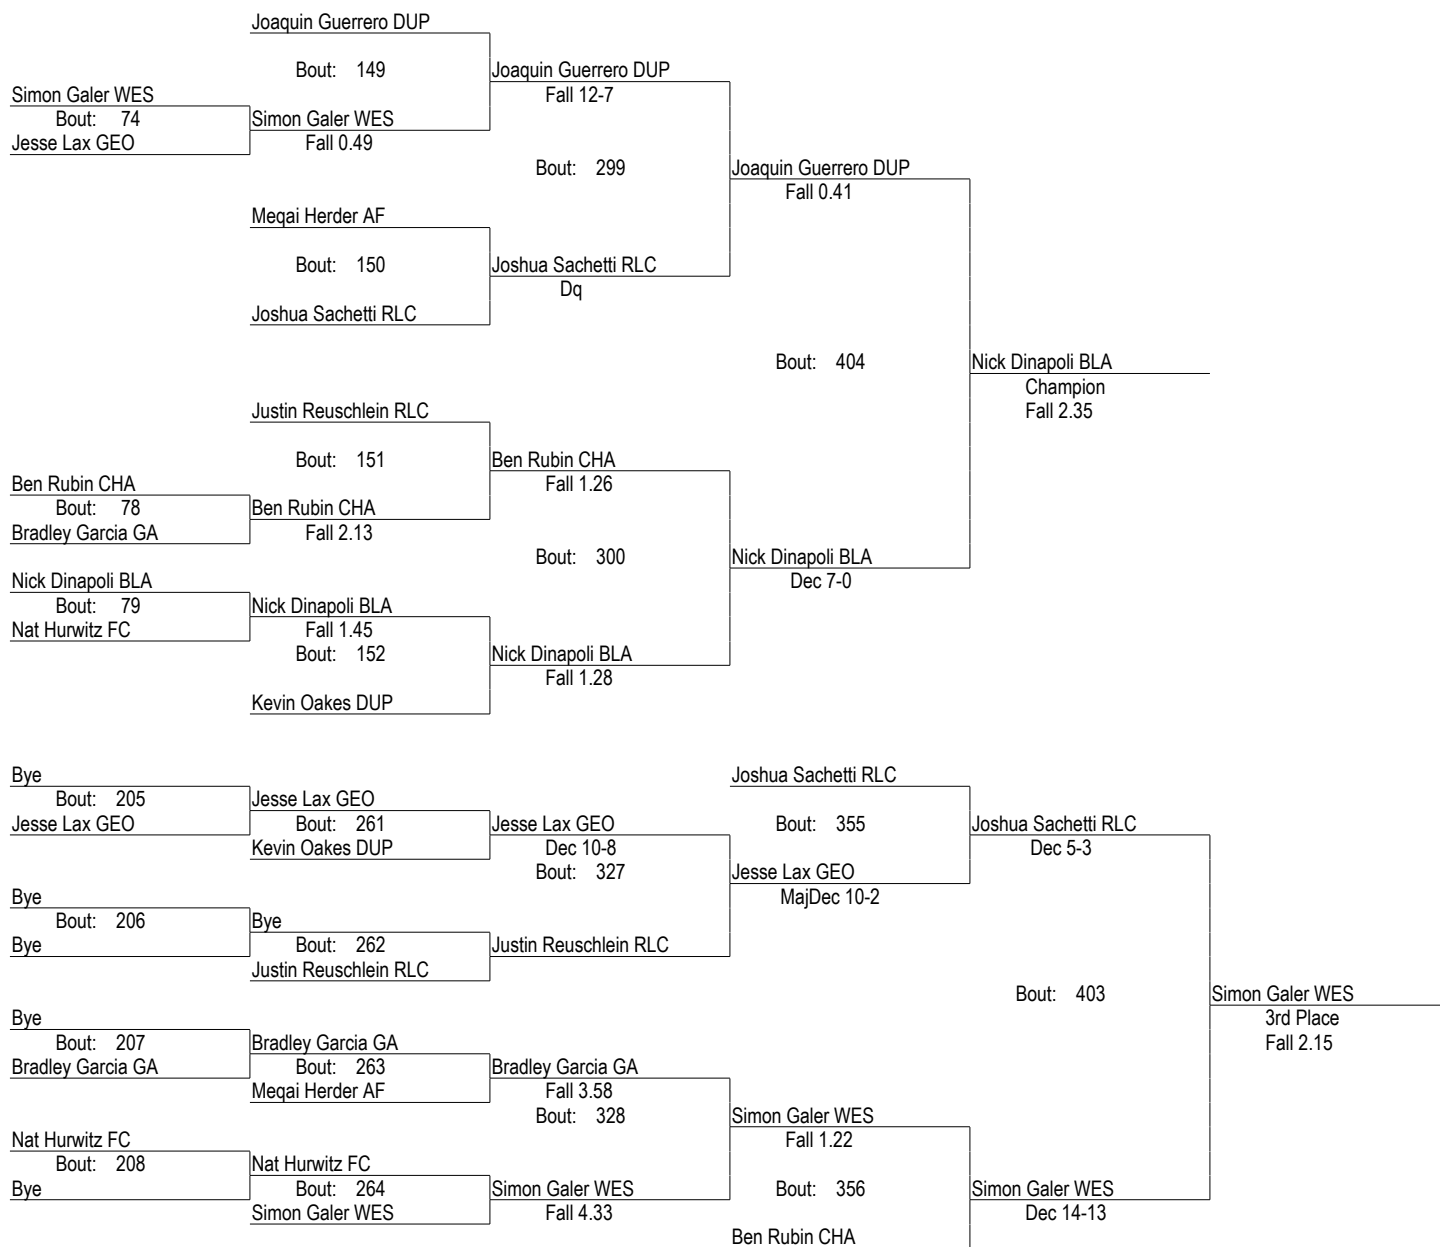 Joaquin Guerrero DUP
Bout: 149
Joaquin Guerrero DUP
Fall 12-7
Simon Galer WES
Bout: 74
Jesse Lax GEO
Simon Galer WES
Fall 0.49
Bout: 299
Joaquin Guerrero DUP
Fall 0.41
Meqai Herder AF
Bout: 150
Joshua Sachetti RLC
Dq
Joshua Sachetti RLC
Bout: 404
Nick Dinapoli BLA
Champion
Fall 2.35
Justin Reuschlein RLC
Bout: 151
Ben Rubin CHA
Fall 1.26
Ben Rubin CHA
Bout: 78
Bradley Garcia GA
Ben Rubin CHA
Fall 2.13
Bout: 300
Nick Dinapoli BLA
Dec 7-0
Nick Dinapoli BLA
Bout: 79
Nat Hurwitz FC
Nick Dinapoli BLA
Fall 1.45
Bout: 152
Nick Dinapoli BLA
Fall 1.28
Kevin Oakes DUP
Bye
Bout: 205
Jesse Lax GEO
Jesse Lax GEO
Bout: 261
Kevin Oakes DUP
Jesse Lax GEO
Dec 10-8
Bout: 327
Joshua Sachetti RLC
Bout: 355
Jesse Lax GEO
MajDec 10-2
Joshua Sachetti RLC
Dec 5-3
Bye
Bout: 206
Bye
Bye
Bout: 262
Justin Reuschlein RLC
Justin Reuschlein RLC
Bout: 403
Simon Galer WES
3rd Place
Fall 2.15
Bye
Bout: 207
Bradley Garcia GA
Bradley Garcia GA
Bout: 263
Meqai Herder AF
Bradley Garcia GA
Fall 3.58
Bout: 328
Simon Galer WES
Fall 1.22
Nat Hurwitz FC
Bout: 208
Bye
Nat Hurwitz FC
Bout: 264
Simon Galer WES
Simon Galer WES
Fall 4.33
Bout: 356
Simon Galer WES
Dec 14-13
Ben Rubin CHA